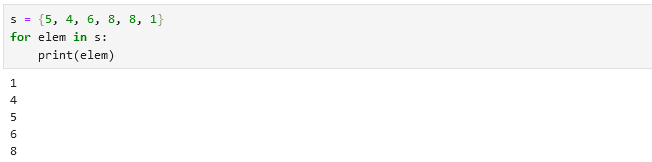 s = {5, 4, 6, 8, 8, 1}
for elem in s:
    print(elem)
1
4
5
6
8